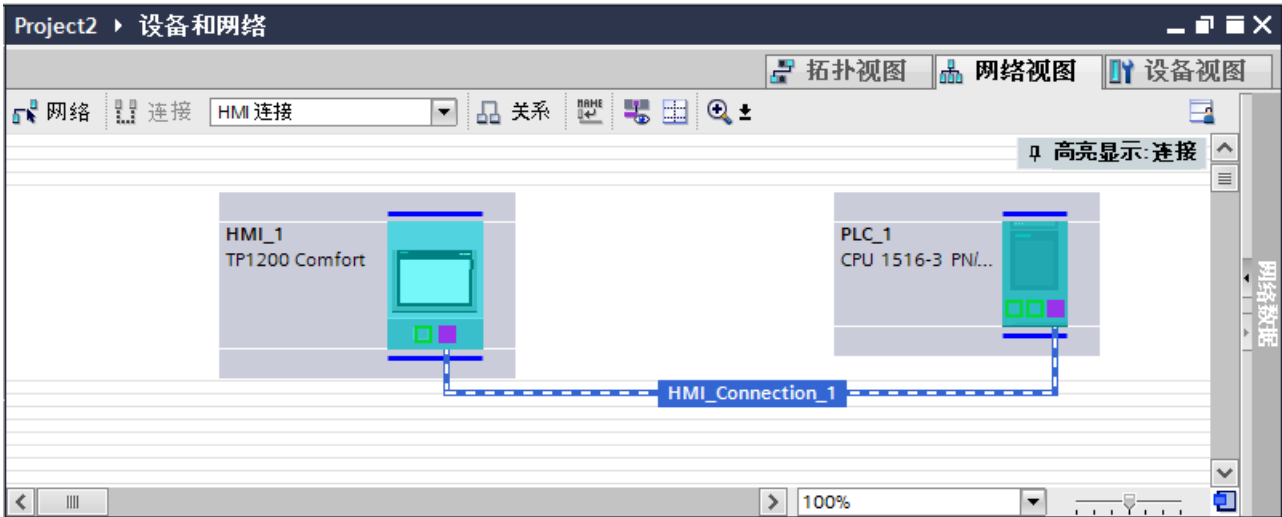 Project2 ▸ 设备和网络
拓扑视图 网络视图 设备视图
网络 连接 HMI 连接 关系
高亮显示:连接
HMI_1
TP1200 Comfort
PLC_1
CPU 1516-3 PN/...
HMI_Connection_1
网络数据
100%